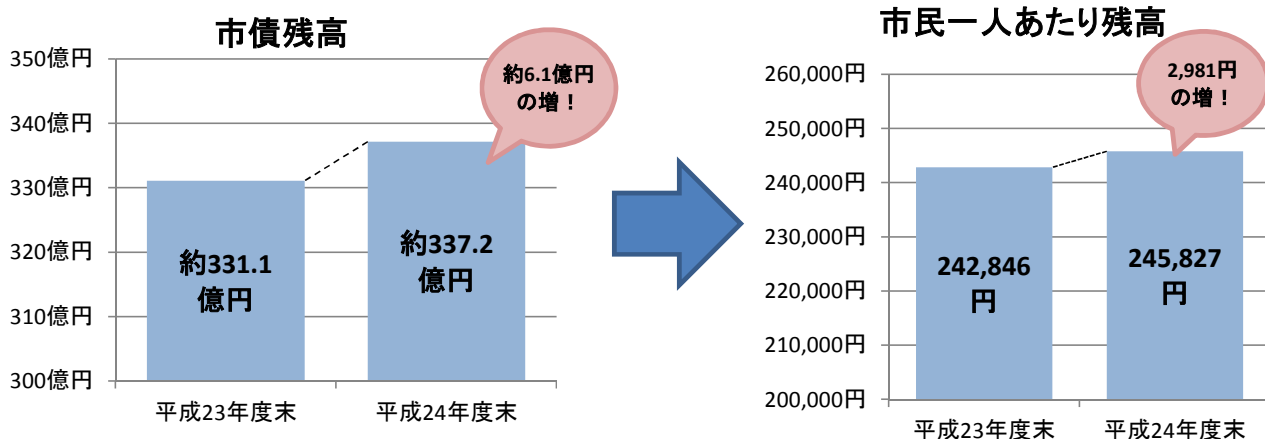 市債残高
350億円
340億円
330億円
320億円
310億円
300億円
約6.1億円
の増！
約331.1
億円
約337.2
億円
平成23年度末
平成24年度末
市民一人あたり残高
260,000円
250,000円
240,000円
230,000円
220,000円
210,000円
200,000円
2,981円
の増！
242,846
円
245,827
円
平成23年度末
平成24年度末